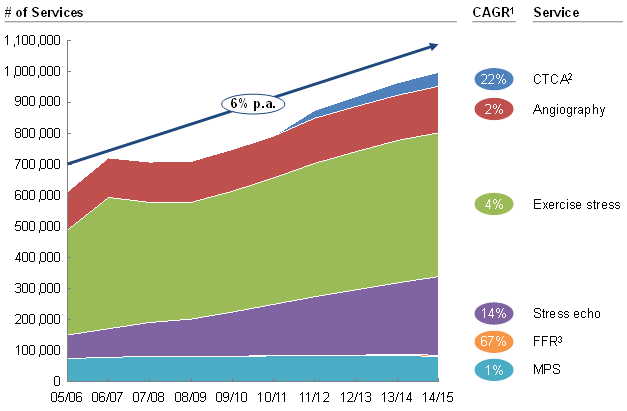 # of Services
CAGR1
Service
1,100,000
1,000,000
900,000
800,000
700,000
600,000
500,000
400,000
300,000
200,000
100,000
0
6% p.a.
22% CTCA2
2% Angiography
4% Exercise stress
14% Stress echo
67% FFR3
1% MPS
05/06 06/07 07/08 08/09 09/10 10/11 11/12 12/13 13/14 14/15